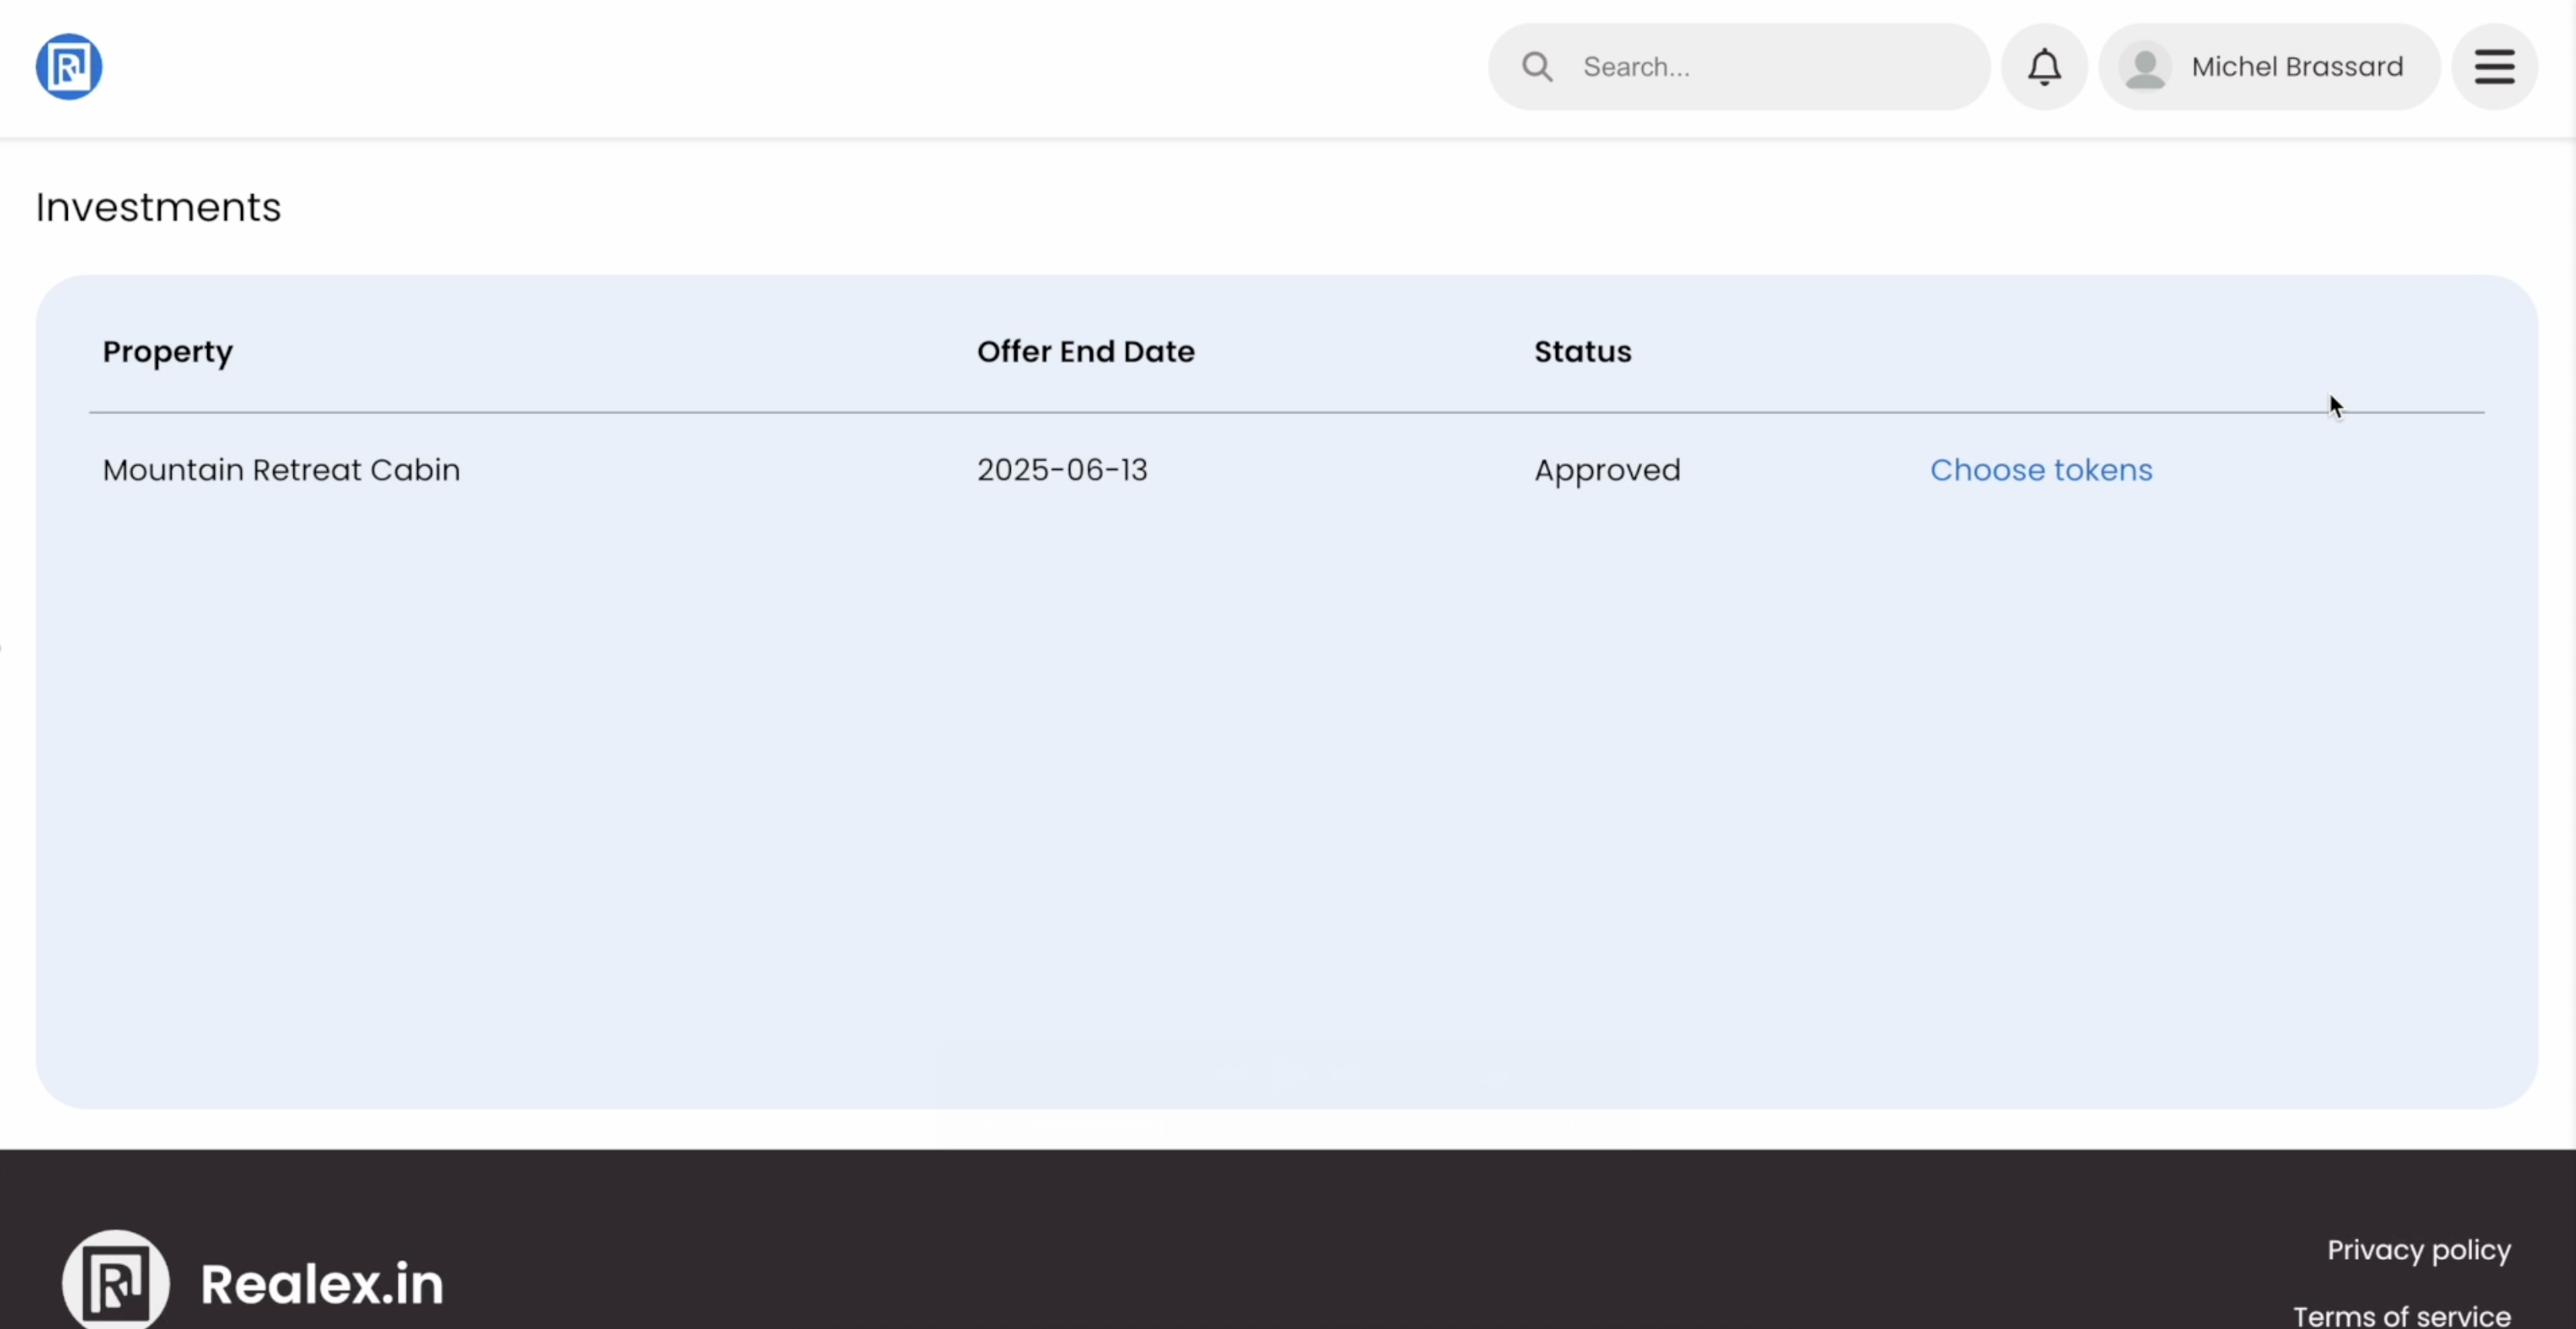 Search...
Michel Brassard
Investments
Property Offer End Date Status
Mountain Retreat Cabin 2025-06-13 Approved Choose tokens
Realex.in
Privacy policy
Terms of service